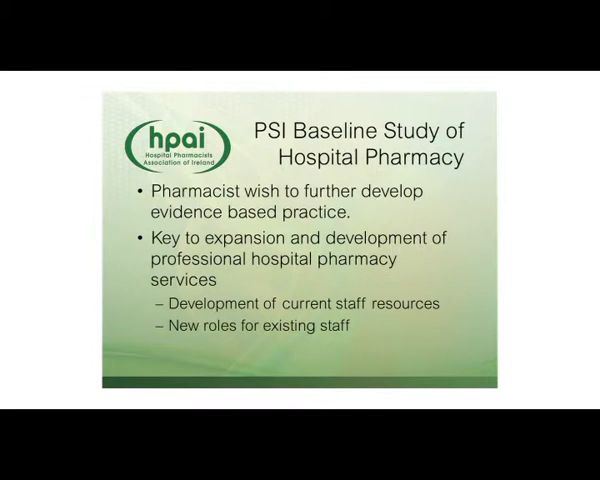 hpai
Hospital Pharmacists
Association of Ireland
PSI Baseline Study of
Hospital Pharmacy
• Pharmacist wish to further develop
evidence based practice.
• Key to expansion and development of
professional hospital pharmacy
services
– Development of current staff resources
– New roles for existing staff